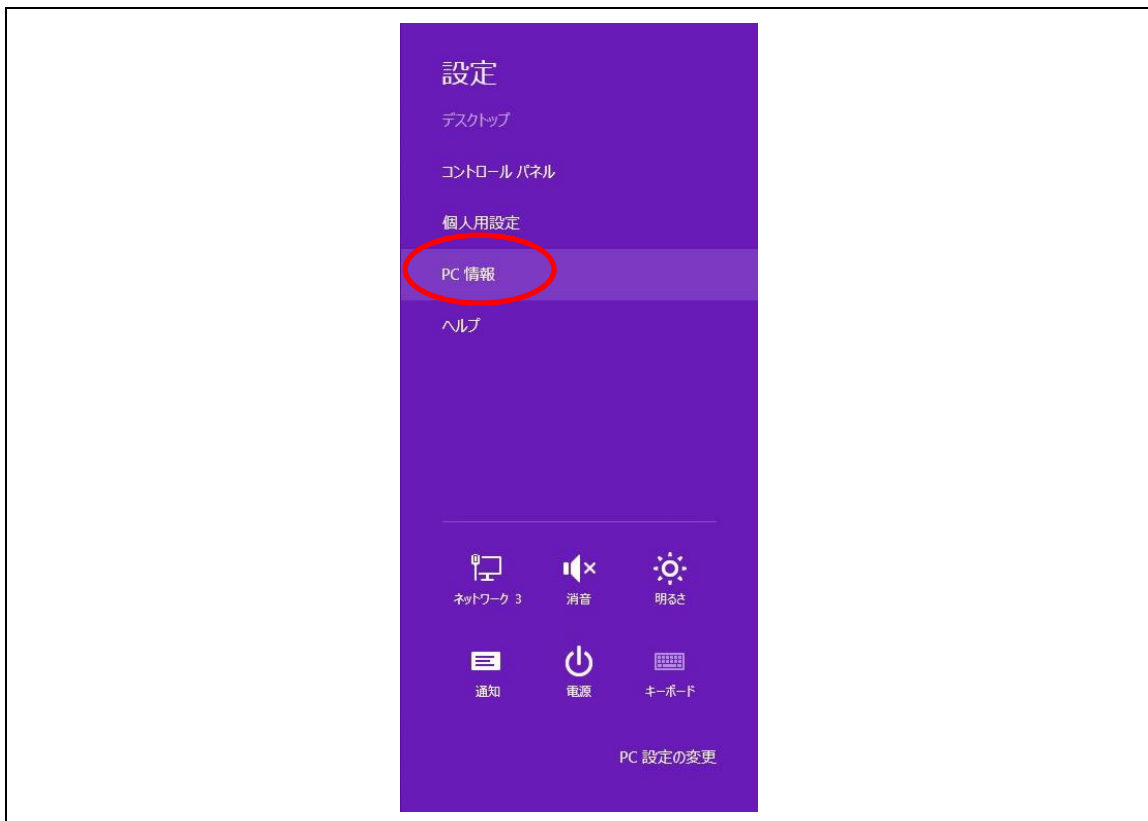 設定
デスクトップ
コントロール パネル
個人用設定
PC 情報
ヘルプ
ネットワーク 3
消音
明るさ
通知
電源
キーボード
PC 設定の変更